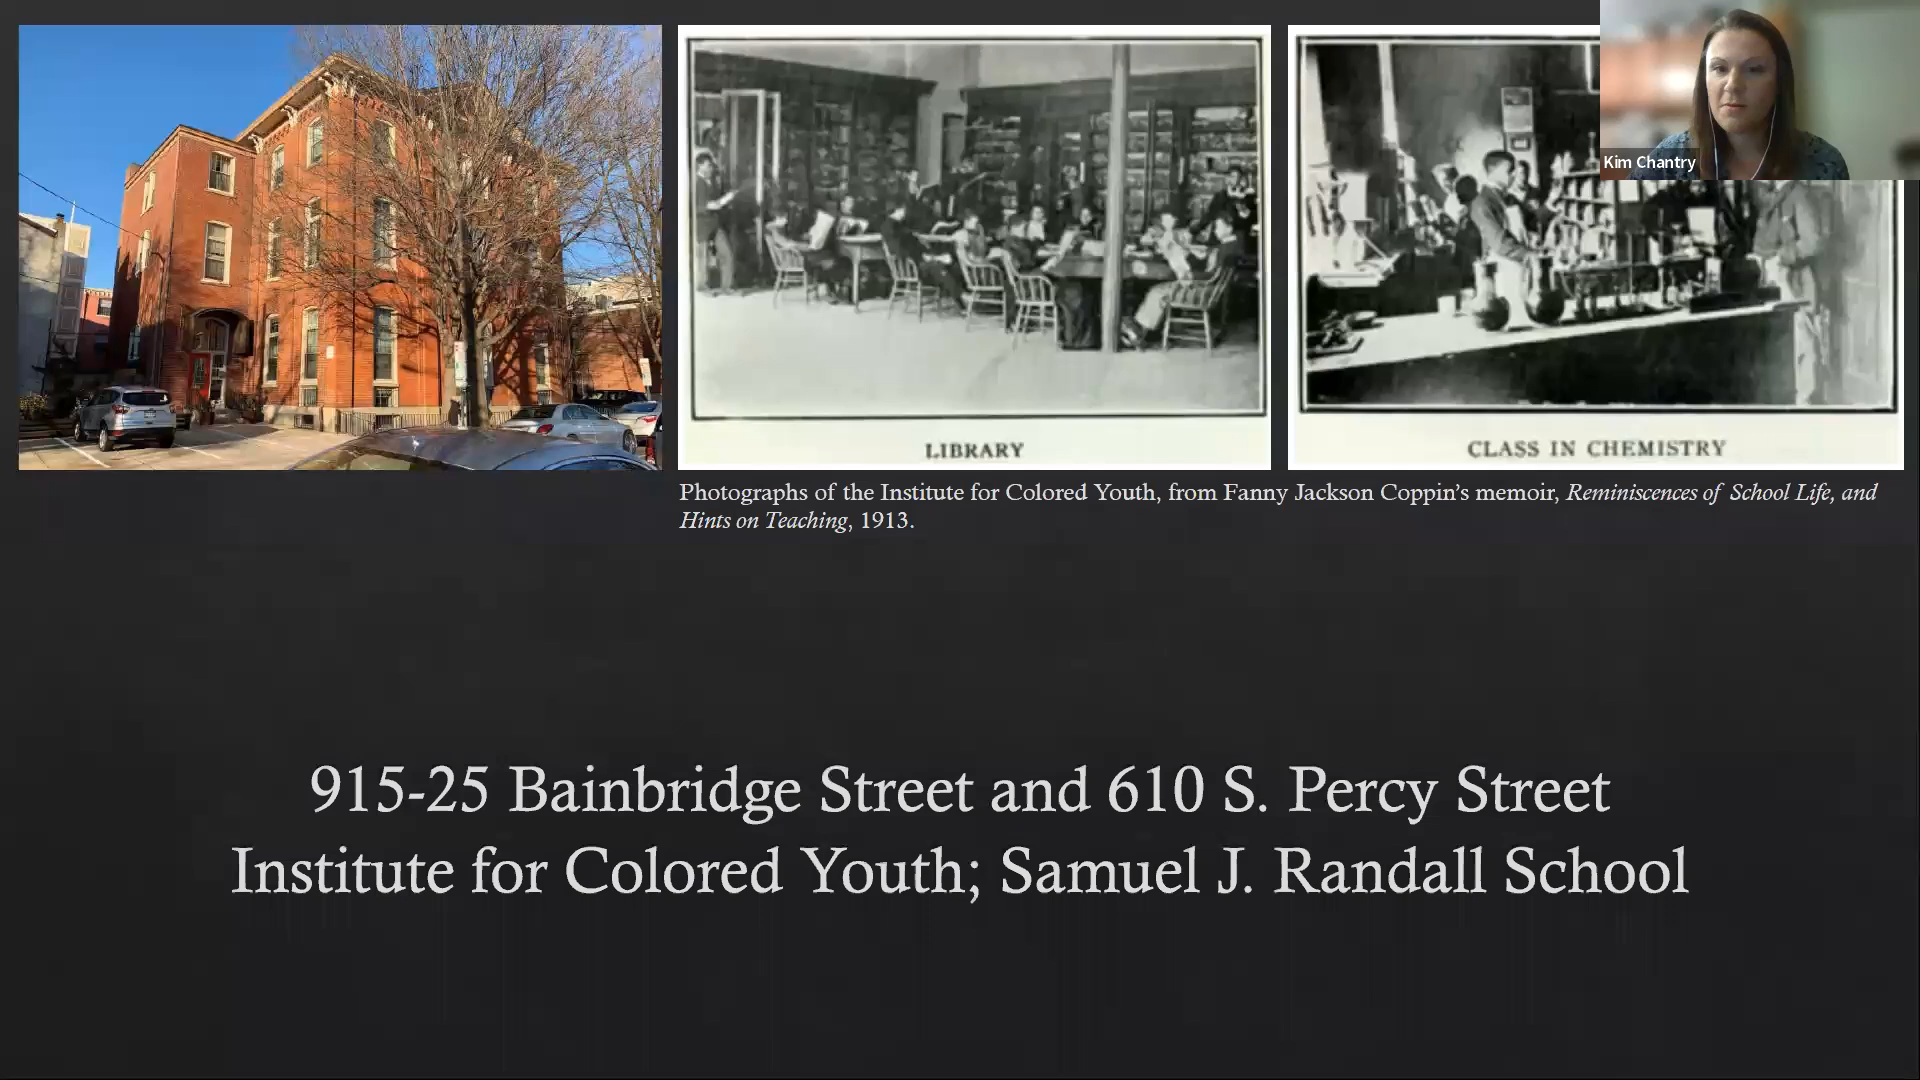 Kim Chantry
LIBRARY
CLASS IN CHEMISTRY
Photographs of the Institute for Colored Youth, from Fanny Jackson Coppin’s memoir, Reminiscences of School Life, and
Hints on Teaching, 1913.
915-25 Bainbridge Street and 610 S. Percy Street
Institute for Colored Youth; Samuel J. Randall School